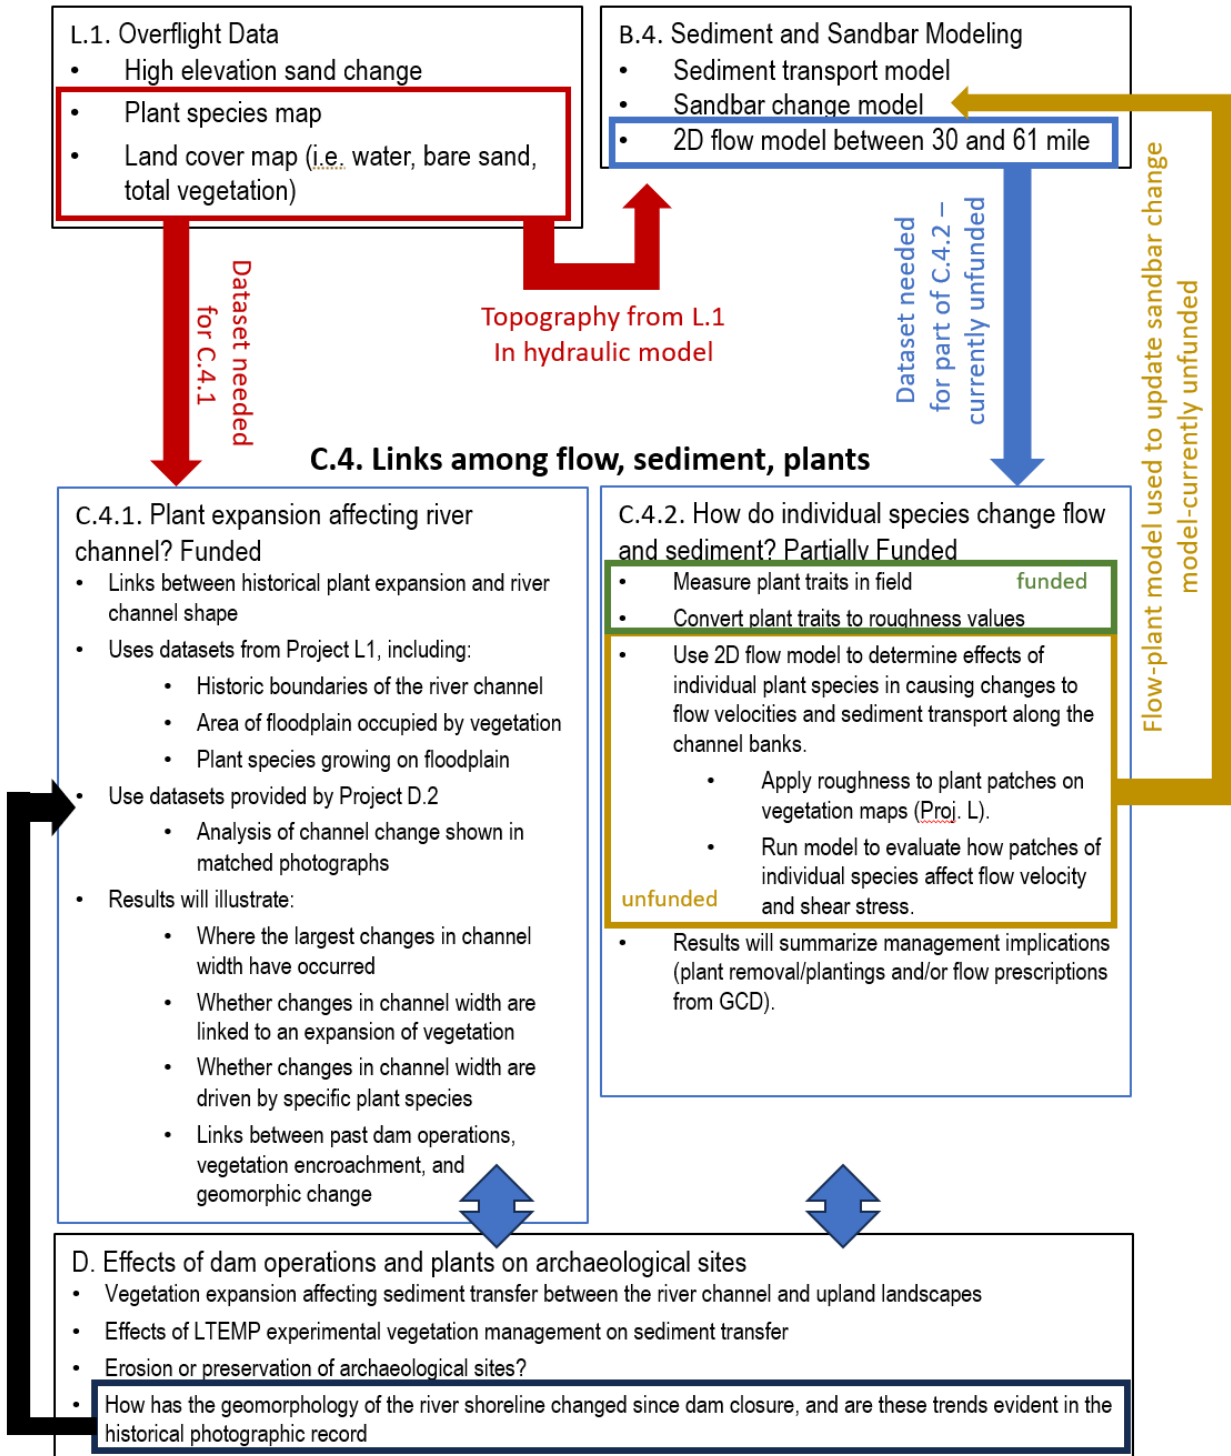 L.1. Overflight Data
• High elevation sand change
• Plant species map
• Land cover map (i.e. water, bare sand,
total vegetation)
B.4. Sediment and Sandbar Modeling
• Sediment transport model
• Sandbar change model
• 2D flow model between 30 and 61 mile
Dataset needed
for C.4.1
Topography from L.1
In hydraulic model
Dataset needed
for part of C.4.2 –
currently unfunded
Flow-plant model used to update sandbar change
model-currently unfunded
C.4. Links among flow, sediment, plants
C.4.1. Plant expansion affecting river
channel? Funded
• Links between historical plant expansion and river
channel shape
• Uses datasets from Project L1, including:
• Historic boundaries of the river channel
• Area of floodplain occupied by vegetation
• Plant species growing on floodplain
• Use datasets provided by Project D.2
• Analysis of channel change shown in
matched photographs
• Results will illustrate:
• Where the largest changes in channel
width have occurred
• Whether changes in channel width are
linked to an expansion of vegetation
• Whether changes in channel width are
driven by specific plant species
• Links between past dam operations,
vegetation encroachment, and
geomorphic change
C.4.2. How do individual species change flow
and sediment? Partially Funded
• Measure plant traits in field
funded
• Convert plant traits to roughness values
• Use 2D flow model to determine effects of
individual plant species in causing changes to
flow velocities and sediment transport along the
channel banks.
• Apply roughness to plant patches on
vegetation maps (Proj. L).
• Run model to evaluate how patches of
individual species affect flow velocity
and shear stress.
unfunded
• Results will summarize management implications
(plant removal/plantings and/or flow prescriptions
from GCD).
D. Effects of dam operations and plants on archaeological sites
• Vegetation expansion affecting sediment transfer between the river channel and upland landscapes
• Effects of LTEMP experimental vegetation management on sediment transfer
• Erosion or preservation of archaeological sites?
• How has the geomorphology of the river shoreline changed since dam closure, and are these trends evident in the
historical photographic record